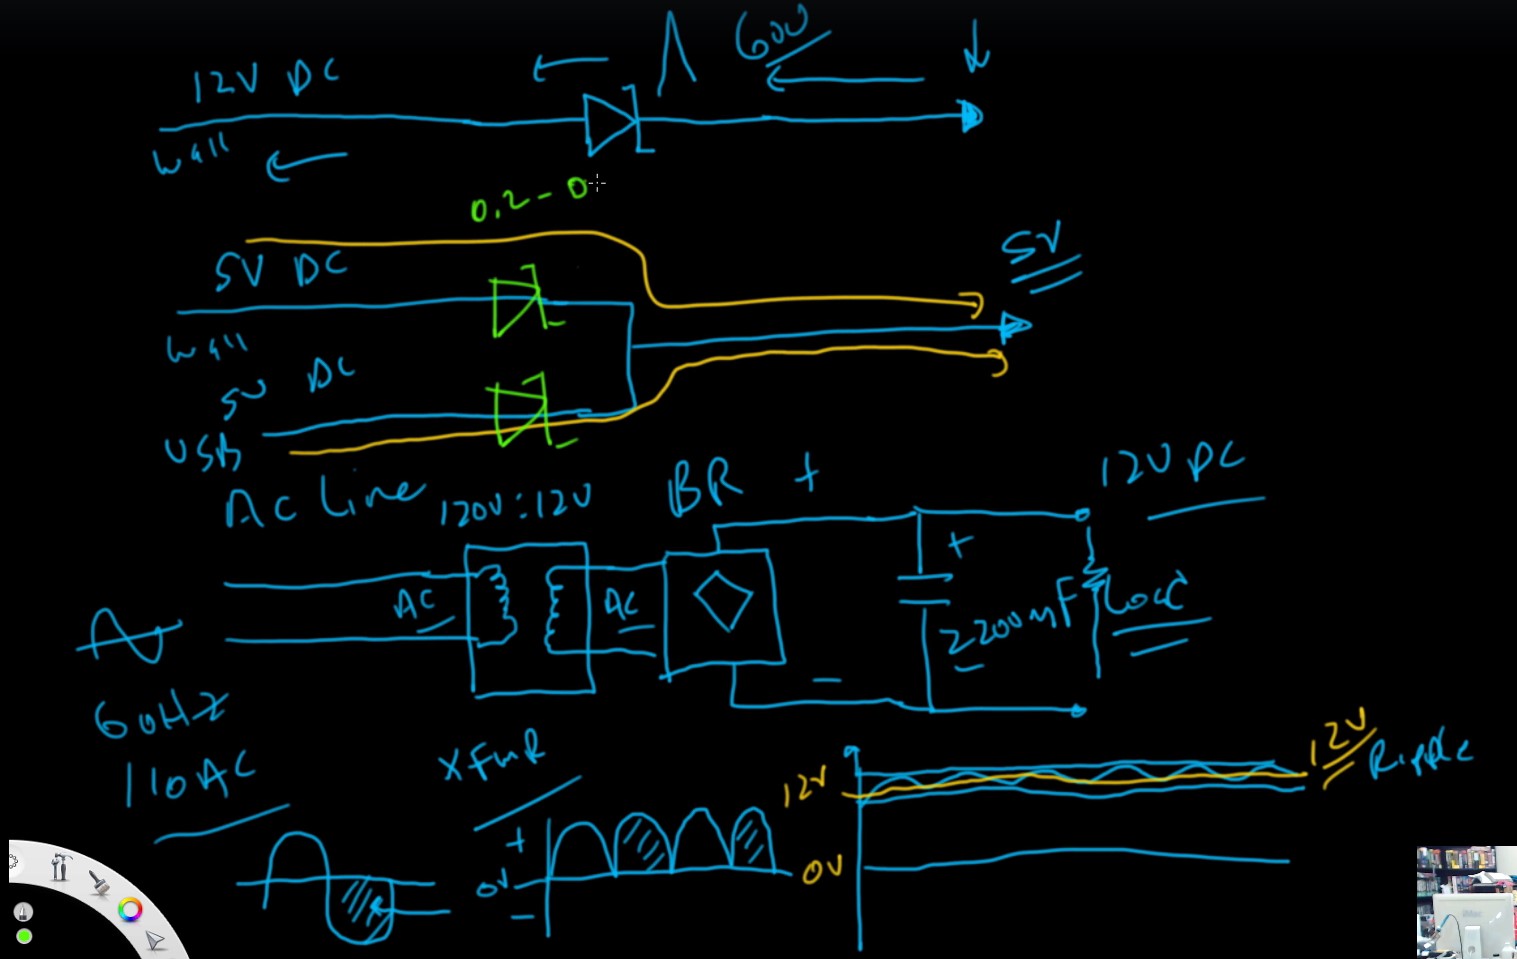 600
12V DC
Wall
0.2 - 0
5V
5V DC
Wall
5V DC
USB
AC Line
120V:12V
BR
+
12V DC
+
AC
AC
2200uF
Load
-
60HZ
110AC
XFMR
12V
12V
Ripple
+
0V
-
0V